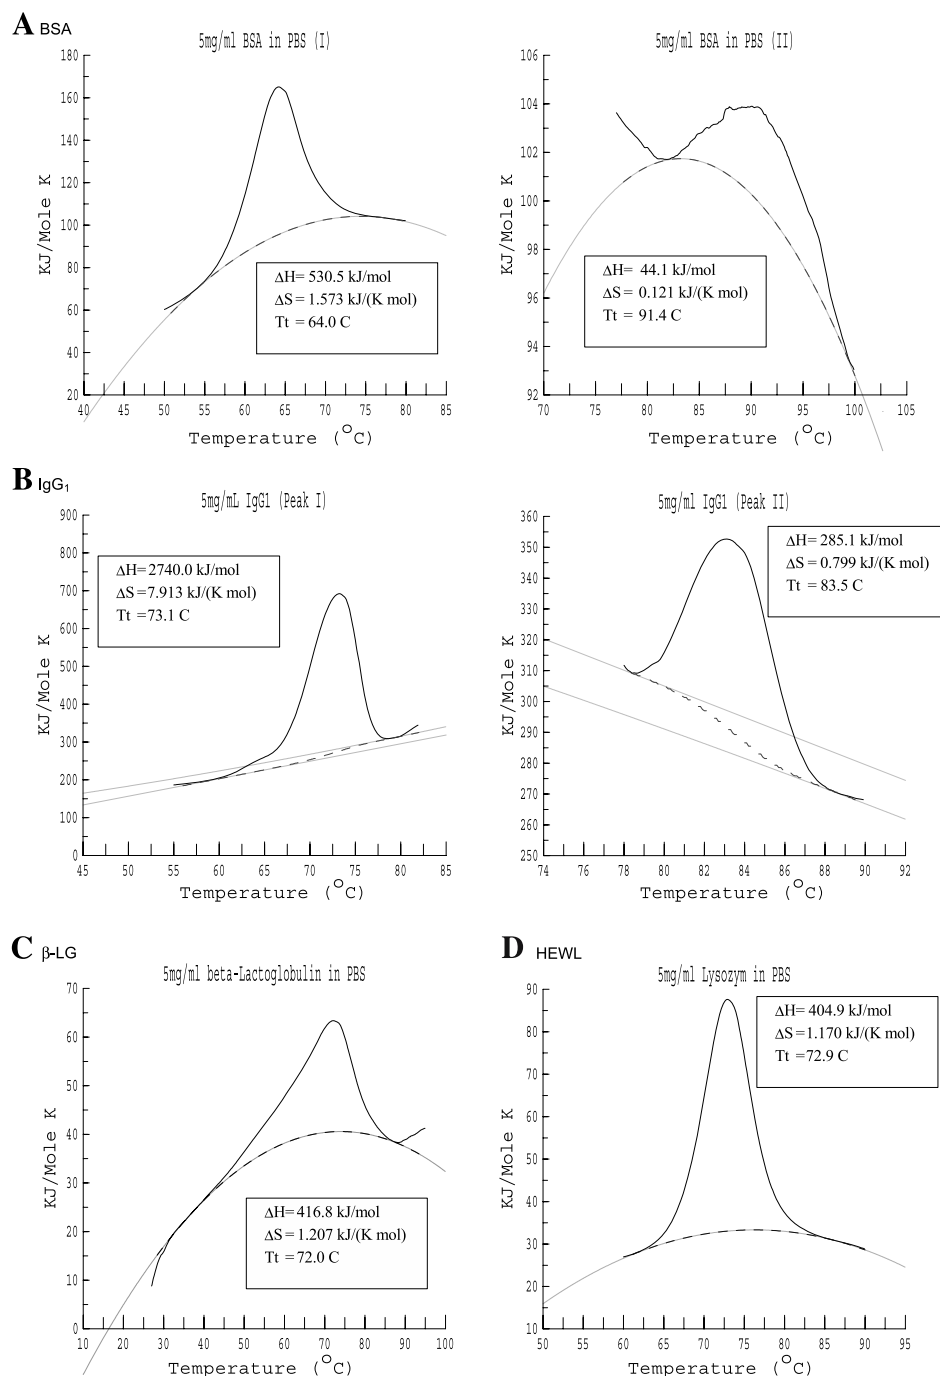 A BSA
5mg/ml BSA in PBS (I)
KJ/Mole K
180
160
140
120
100
80
60
40
20
40 45 50 55 60 65 70 75 80 85
Temperature (°C)
ΔH= 530.5 kJ/mol
ΔS = 1.573 kJ/(K mol)
Tt = 64.0 C
5mg/ml BSA in PBS (II)
KJ/Mole K
106
104
102
100
98
96
94
92
70 75 80 85 90 95 100 105
Temperature (°C)
ΔH= 44.1 kJ/mol
ΔS = 0.121 kJ/(K mol)
Tt = 91.4 C
B IgG₁
5mg/mL IgG1 (Peak I)
KJ/Mole K
900
800
700
600
500
400
300
200
100
0
45 50 55 60 65 70 75 80 85
Temperature (°C)
ΔH= 2740.0 kJ/mol
ΔS = 7.913 kJ/(K mol)
Tt =73.1 C
5mg/ml IgG1 (Peak II)
KJ/Mole K
360
350
340
330
320
310
300
290
280
270
260
250
74 76 78 80 82 84 86 88 90 92
Temperature (°C)
ΔH= 285.1 kJ/mol
ΔS = 0.799 kJ/(K mol)
Tt = 83.5 C
C β-LG
5mg/ml beta-Lactoglobulin in PBS
KJ/Mole K
70
60
50
40
30
20
10
0
10 20 30 40 50 60 70 80 90 100
Temperature (°C)
ΔH= 416.8 kJ/mol
ΔS = 1.207 kJ/(K mol)
Tt = 72.0 C
D HEWL
5mg/ml Lysozym in PBS
KJ/Mole K
90
80
70
60
50
40
30
20
10
50 55 60 65 70 75 80 85 90 95
Temperature (°C)
ΔH= 404.9 kJ/mol
ΔS = 1.170 kJ/(K mol)
Tt = 72.9 C